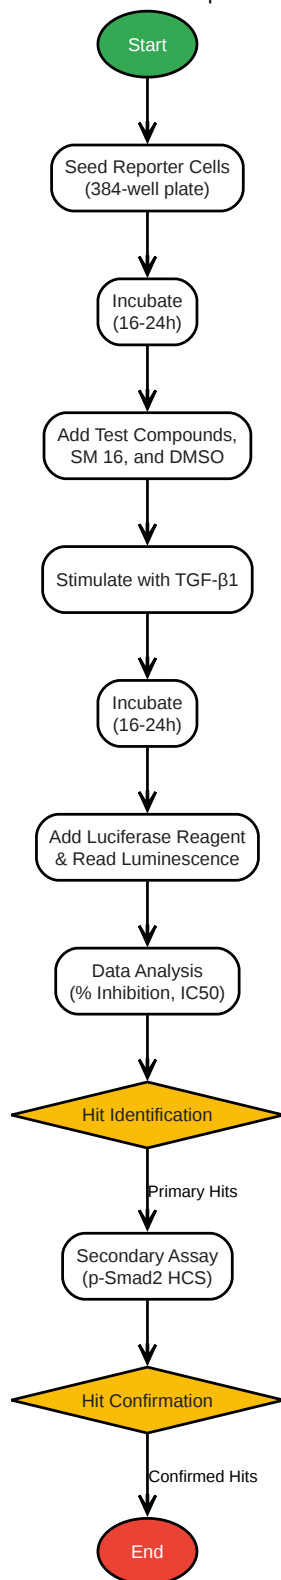 Start
Seed Reporter Cells
(384-well plate)
Incubate
(16-24h)
Add Test Compounds,
SM 16, and DMSO
Stimulate with TGF-β1
Incubate
(16-24h)
Add Luciferase Reagent
& Read Luminescence
Data Analysis
(% Inhibition, IC50)
Hit Identification
Primary Hits
Secondary Assay
(p-Smad2 HCS)
Hit Confirmation
Confirmed Hits
End